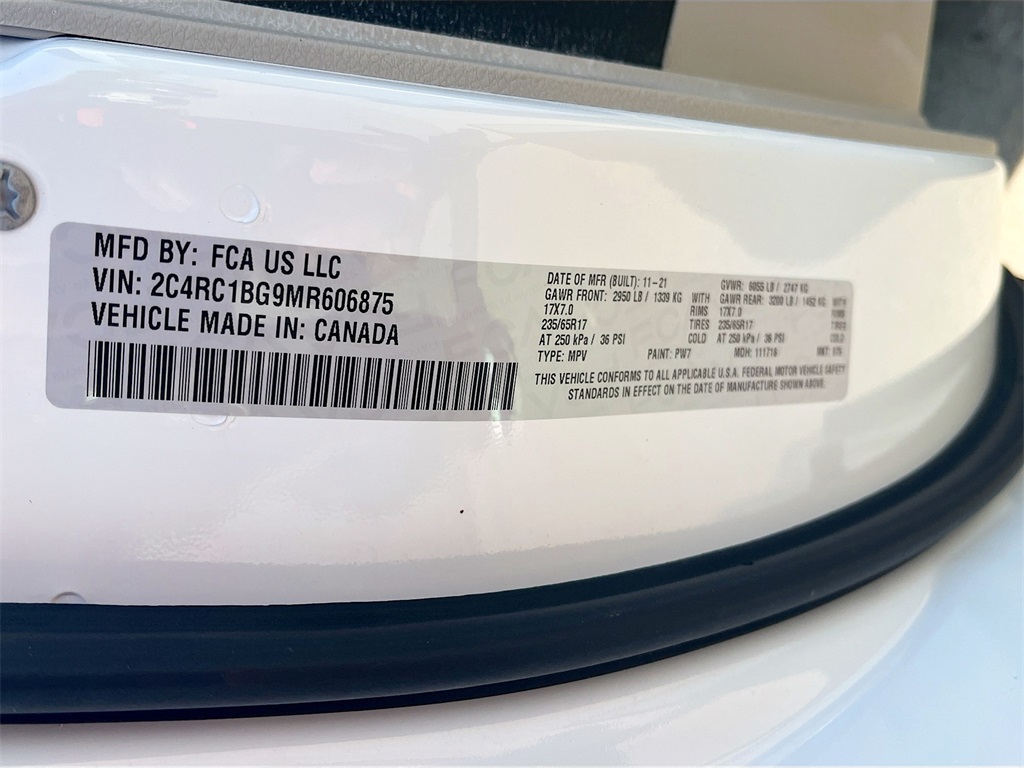 MFD BY: FCA US LLC
VIN: 2C4RC1BG9MR606875
VEHICLE MADE IN: CANADA
DATE OF MFR (BUILT): 11-21 GVWR: 6055 LB / 2747 KG
GAWR FRONT: 2950 LB / 1339 KG WITH GAWR REAR: 3200 LB / 1452 KG WITH
17X7.0 RIMS 17X7.0 RIMS
235/65R17 TIRES 235/65R17 TIRES
AT 250 kPa / 36 PSI COLD AT 250 kPa / 36 PSI COLD
TYPE: MPV PAINT: PW7 MDH: 111716
THIS VEHICLE CONFORMS TO ALL APPLICABLE U.S.A. FEDERAL MOTOR VEHICLE SAFETY
STANDARDS IN EFFECT ON THE DATE OF MANUFACTURE SHOWN ABOVE.